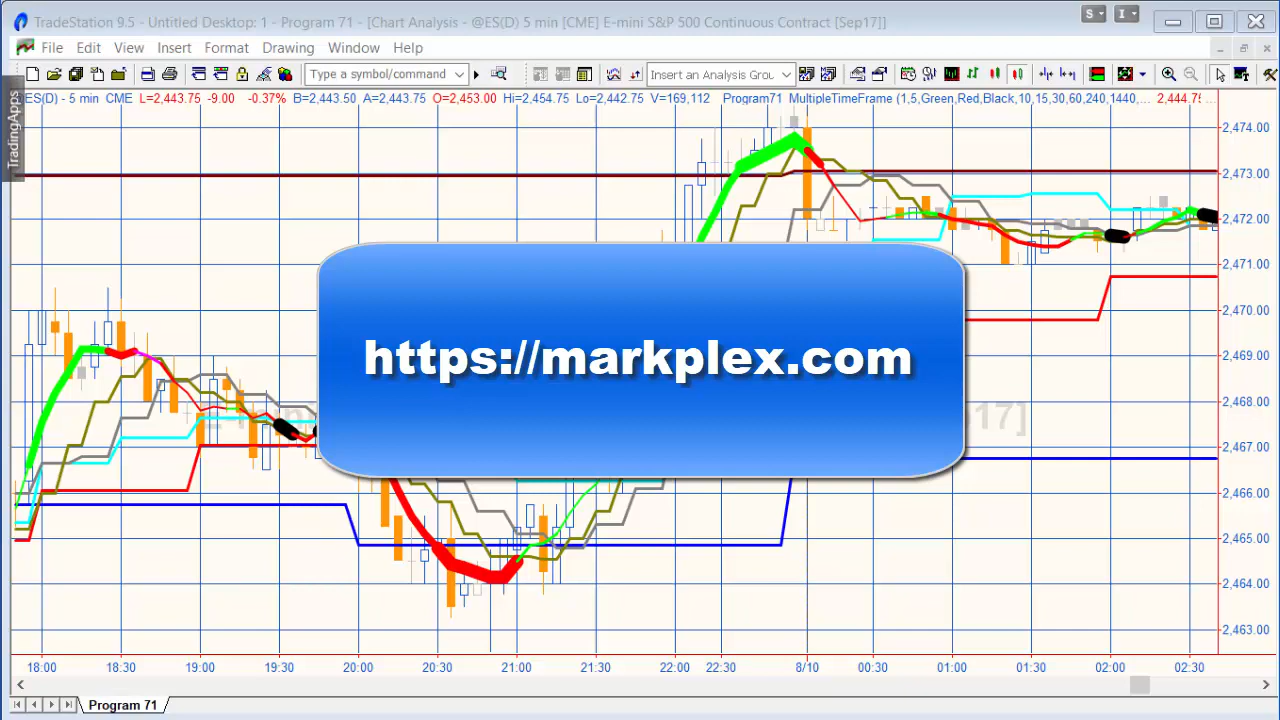 TradeStation 9.5 - Untitled Desktop: 1 - Program 71 - [Chart Analysis - @ES(D) 5 min [CME] E-mini S&P 500 Continuous Contract [Sep17]]
S I
File Edit View Insert Format Drawing Window Help
Type a symbol/command Insert an Analysis Grou
ES(D) - 5 min CME L=2,443.75 -9.00 -0.37% B=2,443.50 A=2,443.75 O=2,453.00 Hi=2,454.75 Lo=2,442.75 V=169,112 Program71 MultipleTimeFrame (1,5,Green,Red,Black,10,15,30,60,240,1440,... 2,444.7
TradingApps
2,474.00
2,473.00
2,472.00
2,471.00
2,470.00
2,469.00
2,468.00
2,467.00
2,466.00
2,465.00
2,464.00
2,463.00
https://markplex.com
17]
18:00 18:30 19:00 19:30 20:00 20:30 21:00 21:30 22:00 22:30 8/10 00:30 01:00 01:30 02:00 02:30
Program 71